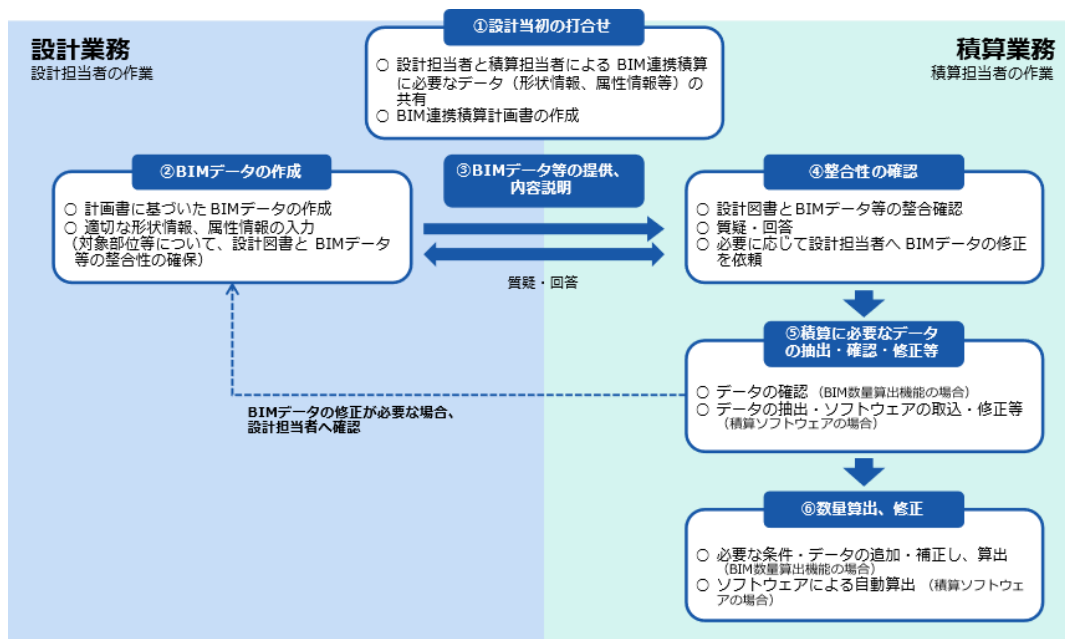 設計業務
設計担当者の作業
積算業務
積算担当者の作業
①設計当初の打合せ
○ 設計担当者と積算担当者による BIM連携積算
に必要なデータ（形状情報、属性情報等）の
共有
○ BIM連携積算計画書の作成
②BIMデータの作成
○ 計画書に基づいた BIMデータの作成
○ 適切な形状情報、属性情報の入力
（対象部位等について、設計図書と BIMデータ
等の整合性の確保）
③BIMデータ等の提供、
内容説明
質疑・回答
④整合性の確認
○ 設計図書とBIMデータ等の整合確認
○ 質疑・回答
○ 必要に応じて設計担当者へ BIMデータの修正
を依頼
⑤積算に必要なデータ
の抽出・確認・修正等
○ データの確認 （BIM数量算出機能の場合）
○ データの抽出・ソフトウェアの取込・修正等
（積算ソフトウェアの場合）
BIMデータの修正が必要な場合、
設計担当者へ確認
⑥数量算出、修正
○ 必要な条件・データの追加・補正し、算出
（BIM数量算出機能の場合）
○ ソフトウェアによる自動算出 （積算ソフトウェ
アの場合）